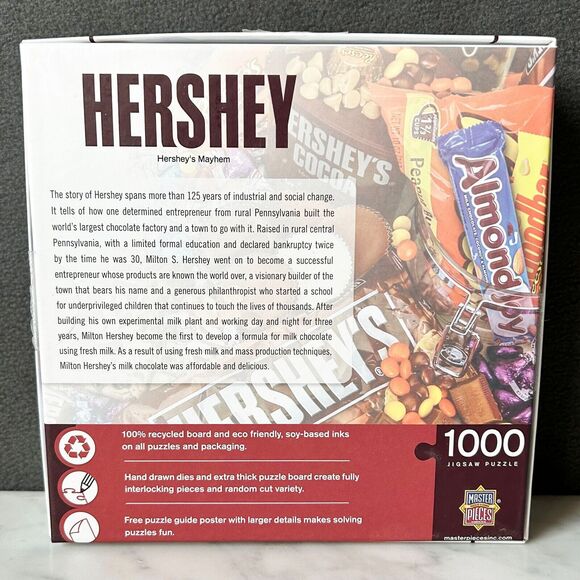 HERSHEY
Hershey's Mayhem
The story of Hershey spans more than 125 years of industrial and social change.
It tells of how one determined entrepreneur from rural Pennsylvania built the
world's largest chocolate factory and a town to go with it. Raised in rural central
Pennsylvania, with a limited formal education and declared bankruptcy twice
by the time he was 30, Milton S. Hershey went on to become a successful
entrepreneur whose products are known the world over, a visionary builder of the
town that bears his name and a generous philanthropist who started a school
for underprivileged children that continues to touch the lives of thousands. After
building his own experimental milk plant and working day and night for three
years, Milton Hershey become the first to develop a formula for milk chocolate
using fresh milk. As a result of using fresh milk and mass production techniques,
Milton Hershey's milk chocolate was affordable and delicious.
HERSHEY'S
COCOA
Almond Joy
HERSHEY'S
100% recycled board and eco friendly, soy-based inks
on all puzzles and packaging.
Hand drawn dies and extra thick puzzle board create fully
interlocking pieces and random cut variety.
Free puzzle guide poster with larger details makes solving
puzzles fun.
1000
JIGSAW PUZZLE
MASTER
PIECES
masterpiecesinc.com